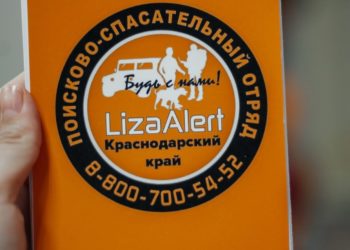 ПОИСКОВО-СПАСАТЕЛЬНЫЙ ОТРЯД
Будь с нами!
LizaAlert
Краснодарский
край
8-800-700-54-52